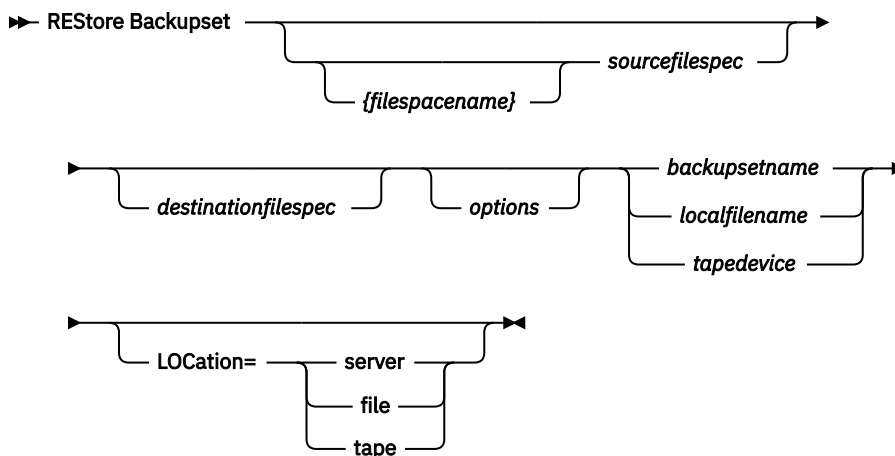 REStore Backupset
sourcefilespec
{filespacename}
destinationfilespec
options
backupsetname
localfilename
tapedevice
LOCation=
server
file
tape